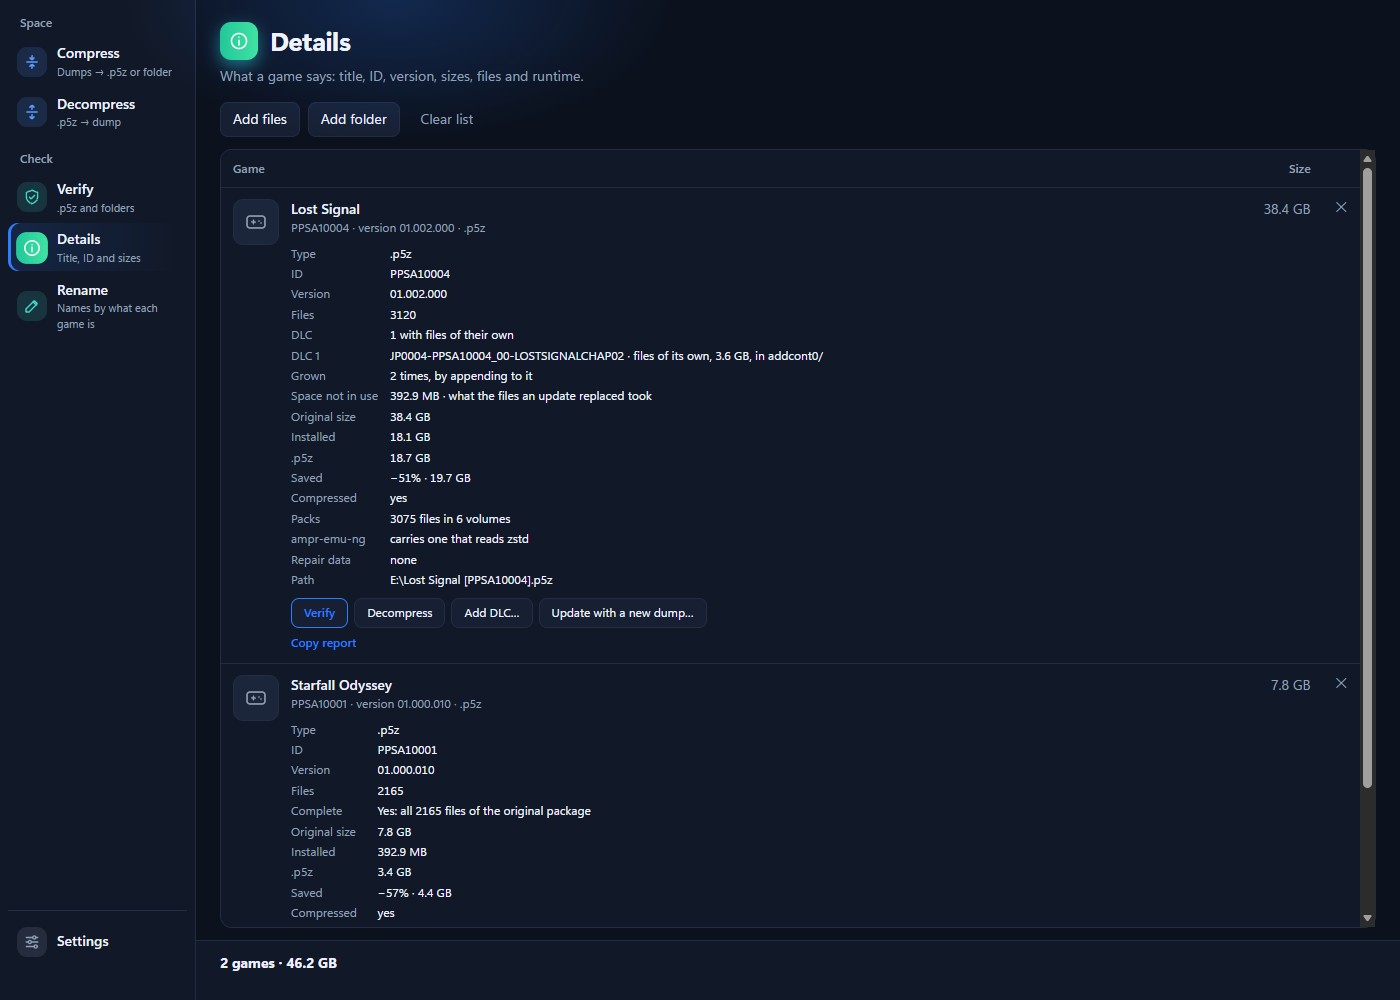 Space
Compress
Dumps → .p5z or folder
Decompress
.p5z → dump
Check
Verify
.p5z and folders
Details
Title, ID and sizes
Rename
Names by what each
game is
Settings
Details
What a game says: title, ID, version, sizes, files and runtime.
Add files Add folder Clear list
Game Size
Lost Signal 38.4 GB
PPSA10004 · version 01.002.000 · .p5z
Type .p5z
ID PPSA10004
Version 01.002.000
Files 3120
DLC 1 with files of their own
DLC 1 JP0004-PPSA10004_00-LOSTSIGNALCHAP02 · files of its own, 3.6 GB, in addcont0/
Grown 2 times, by appending to it
Space not in use 392.9 MB · what the files an update replaced took
Original size 38.4 GB
Installed 18.1 GB
.p5z 18.7 GB
Saved −51% · 19.7 GB
Compressed yes
Packs 3075 files in 6 volumes
ampr-emu-ng carries one that reads zstd
Repair data none
Path E:\Lost Signal [PPSA10004].p5z
Verify Decompress Add DLC... Update with a new dump...
Copy report
Starfall Odyssey 7.8 GB
PPSA10001 · version 01.000.010 · .p5z
Type .p5z
ID PPSA10001
Version 01.000.010
Files 2165
Complete Yes: all 2165 files of the original package
Original size 7.8 GB
Installed 392.9 MB
.p5z 3.4 GB
Saved −57% · 4.4 GB
Compressed yes
2 games · 46.2 GB